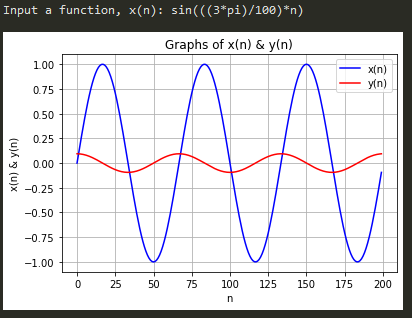 Input a function, x(n): sin(((3*pi)/100)*n)
Graphs of x(n) & y(n)
x(n)
y(n)
1.00
0.75
0.50
0.25
0.00
−0.25
−0.50
−0.75
−1.00
x(n) & y(n)
0 25 50 75 100 125 150 175 200
n